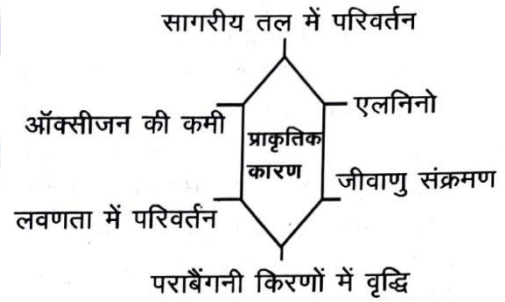 सागरीय तल में परिवर्तन
एलनिनो
ऑक्सीजन की कमी
प्राकृतिक
कारण
जीवाणु संक्रमण
लवणता में परिवर्तन
पराबैंगनी किरणों में वृद्धि